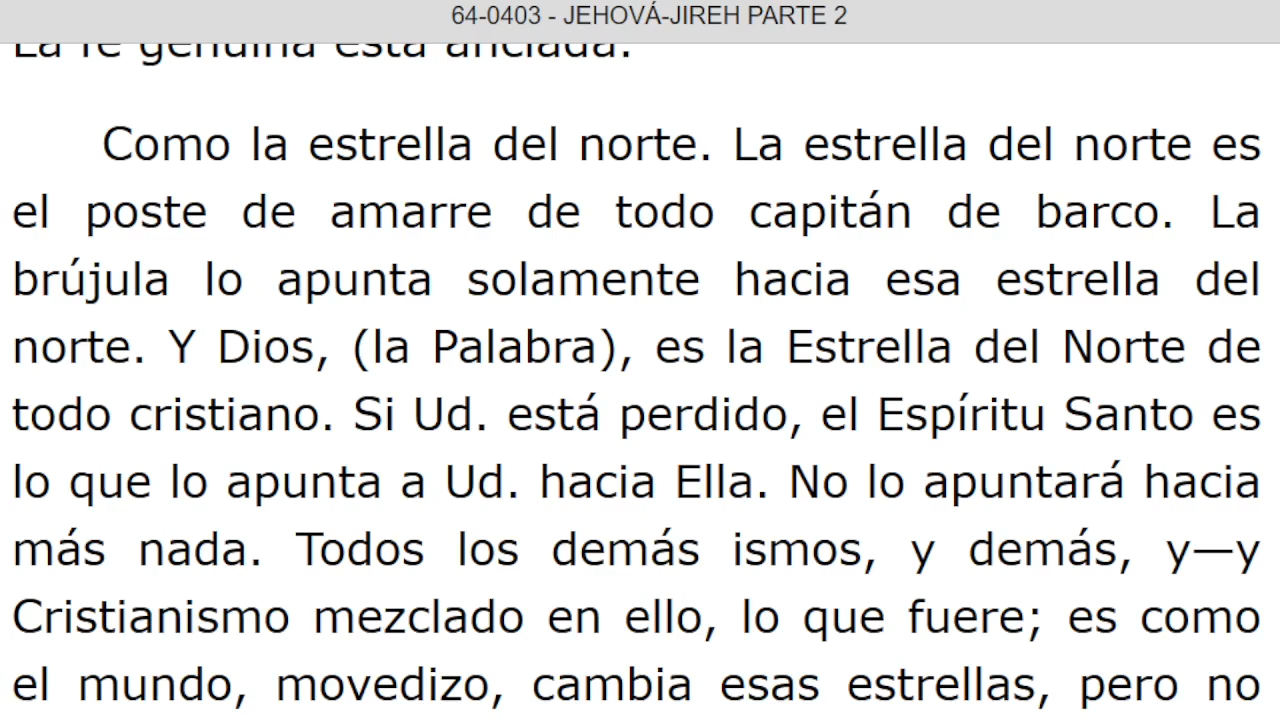 64-0403 - JEHOVÁ-JIREH PARTE 2
La fe genuina está anclada.
Como la estrella del norte. La estrella del norte es
el poste de amarre de todo capitán de barco. La
brújula lo apunta solamente hacia esa estrella del
norte. Y Dios, (la Palabra), es la Estrella del Norte de
todo cristiano. Si Ud. está perdido, el Espíritu Santo es
lo que lo apunta a Ud. hacia Ella. No lo apuntará hacia
más nada. Todos los demás ismos, y demás, y—y
Cristianismo mezclado en ello, lo que fuere; es como
el mundo, movedizo, cambia esas estrellas, pero no